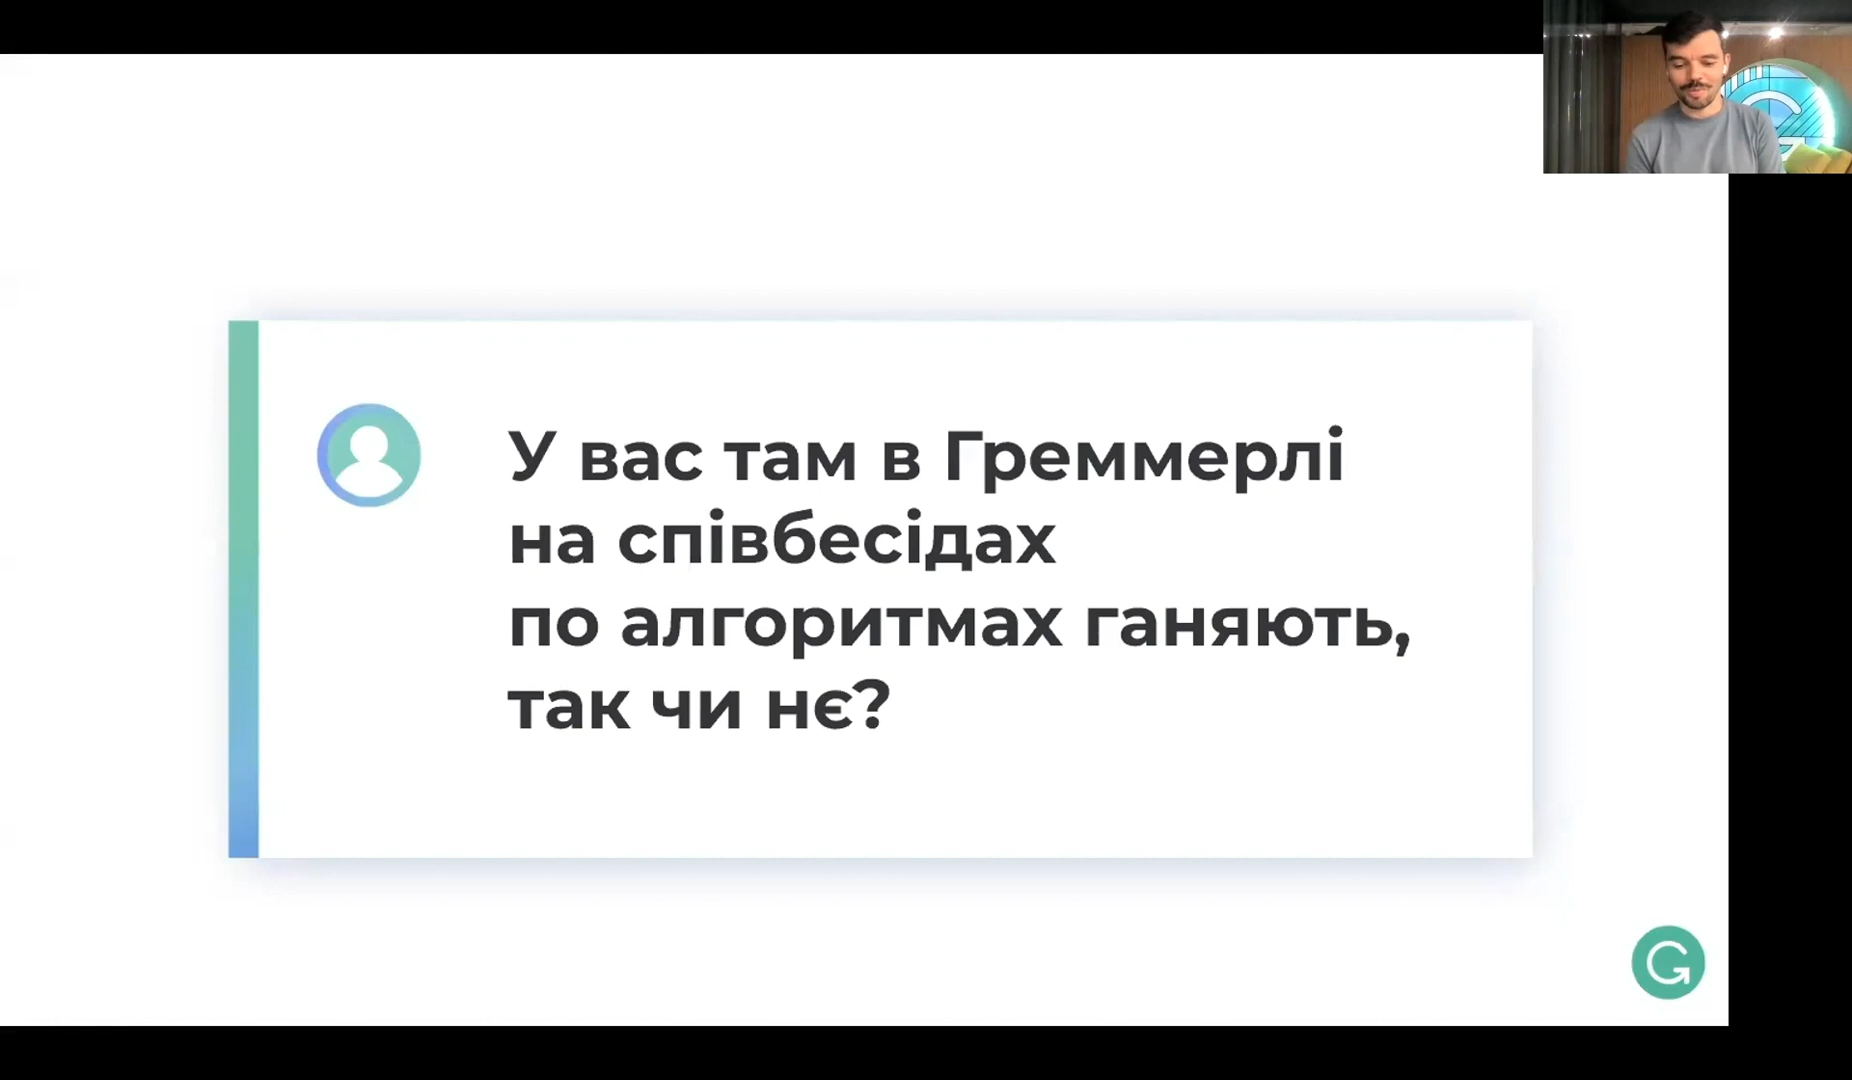 У вас там в Греммерлі
на співбесідах
по алгоритмах ганяють,
так чи нє?